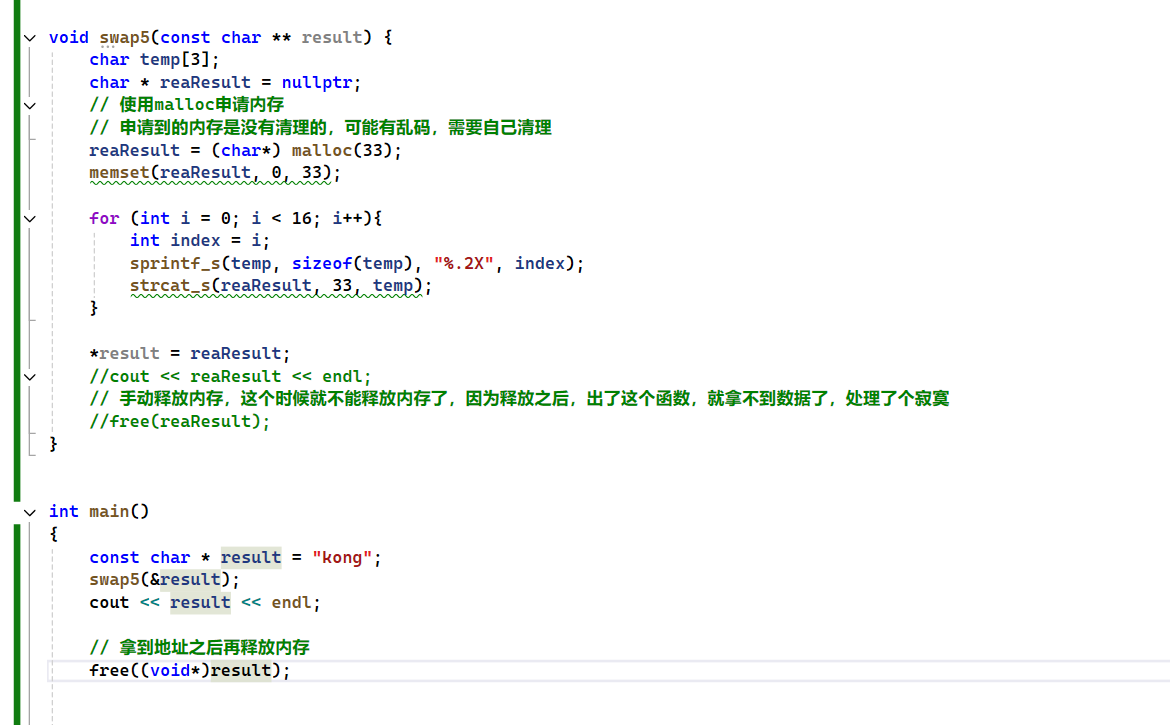 void swap5(const char ** result) {
char temp[3];
char * reaResult = nullptr;
// 使用malloc申请内存
// 申请到的内存是没有清理的，可能有乱码，需要自己清理
reaResult = (char*) malloc(33);
memset(reaResult, 0, 33);
for (int i = 0; i < 16; i++){
int index = i;
sprintf_s(temp, sizeof(temp), "%.2X", index);
strcat_s(reaResult, 33, temp);
}
*result = reaResult;
//cout << reaResult << endl;
// 手动释放内存，这个时候就不能释放内存了，因为释放之后，出了这个函数，就拿不到数据了，处理了个寂寞
//free(reaResult);
}
int main()
{
const char * result = "kong";
swap5(&result);
cout << result << endl;
// 拿到地址之后再释放内存
free((void*)result);